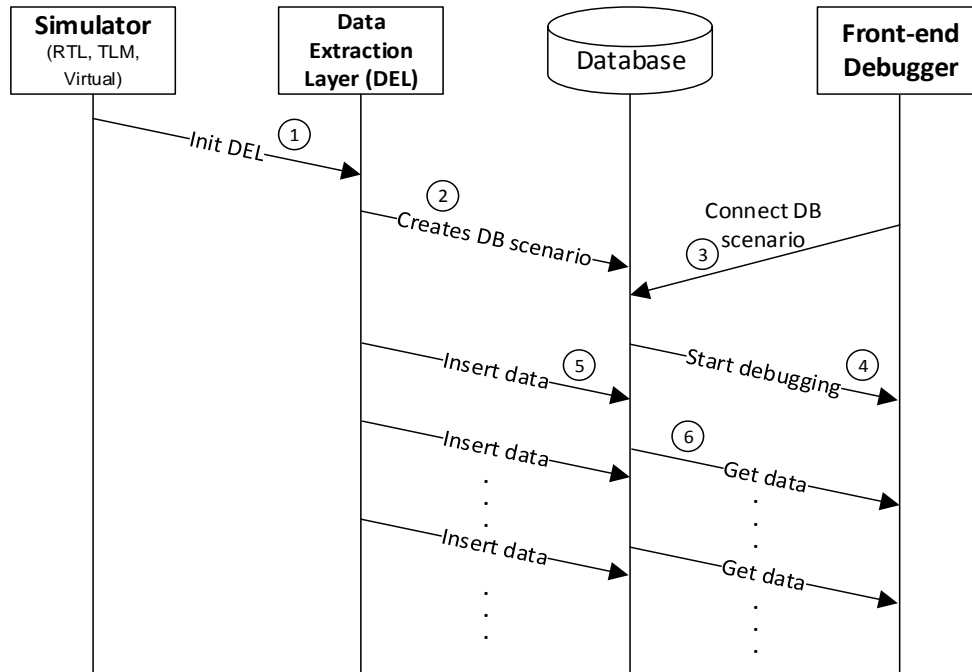 Simulator
(RTL, TLM,
Virtual)
Data
Extraction
Layer (DEL)
Database
Front-end
Debugger
Init DEL
1
2
Creates DB scenario
Connect DB
scenario
3
Insert data
5
Start debugging
4
Insert data
6
Get data
Insert data
Get data